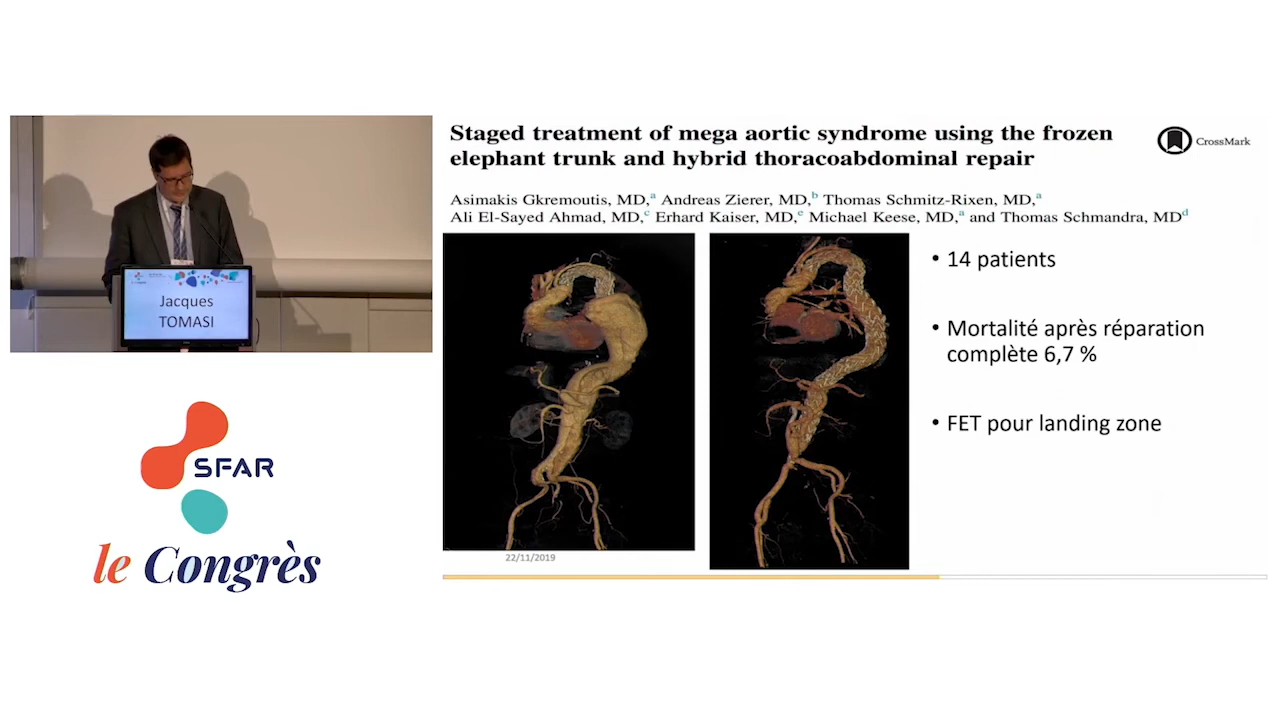 Staged treatment of mega aortic syndrome using the frozen
elephant trunk and hybrid thoracoabdominal repair
CrossMark
Asimakis Gkremoutis, MD,a Andreas Zierer, MD,b Thomas Schmitz-Rixen, MD,a
Ali El-Sayed Ahmad, MD,c Erhard Kaiser, MD,e Michael Keese, MD,a and Thomas Schmandra, MDd
• 14 patients
• Mortalité après réparation
complète 6,7 %
• FET pour landing zone
22/11/2019
Jacques
TOMASI
SFAR
le Congrès